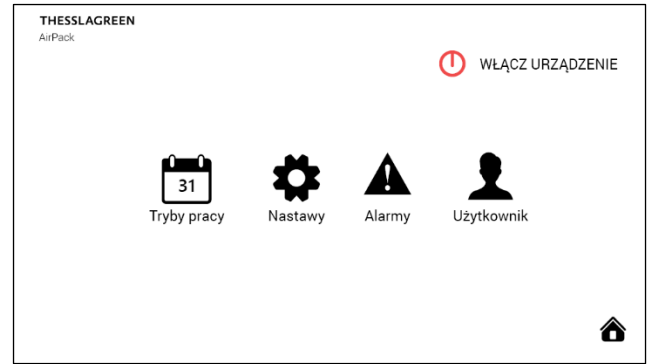 THESSLAGREEN
AirPack
WŁĄCZ URZĄDZENIE
31
Tryby pracy
Nastawy
Alarmy
Użytkownik